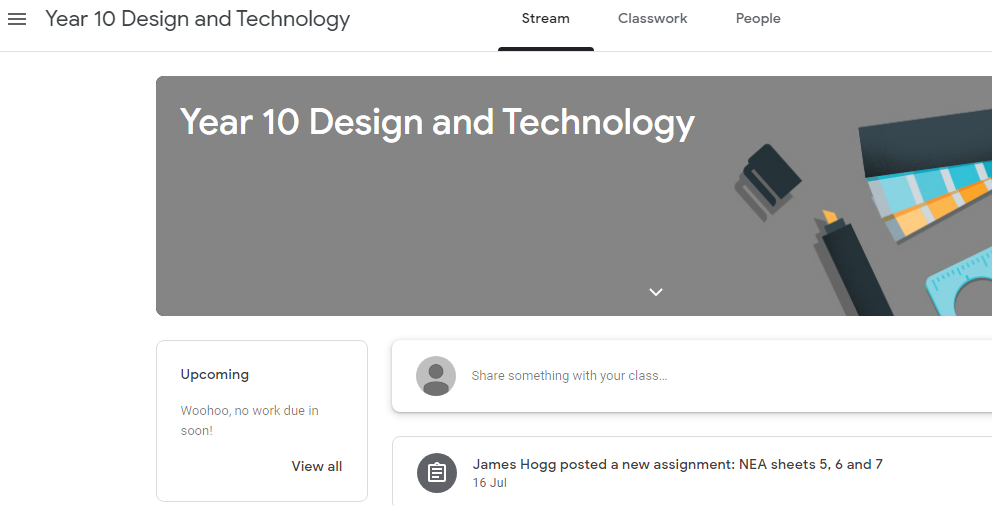 Year 10 Design and Technology
Stream
Classwork
People
Year 10 Design and Technology
Upcoming
Woohoo, no work due in
soon!
View all
Share something with your class...
James Hogg posted a new assignment: NEA sheets 5, 6 and 7
16 Jul